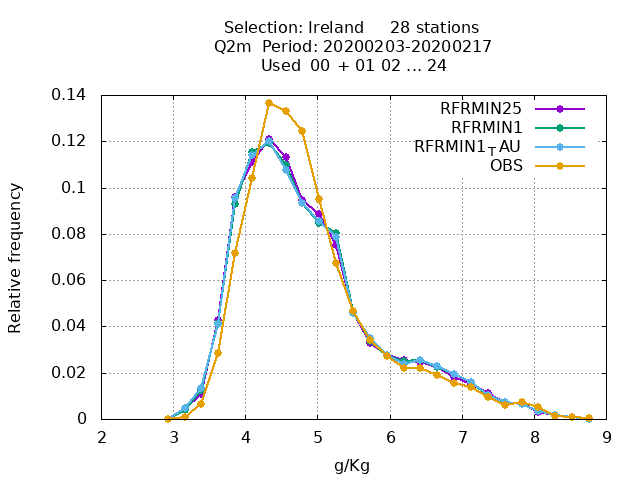 Selection: Ireland 28 stations
Q2m Period: 20200203-20200217
Used 00 + 01 02 ... 24
RFRMIN25
RFRMIN1
RFRMIN1TAU
OBS
0.14
0.12
0.1
0.08
0.06
0.04
0.02
0
Relative frequency
2 3 4 5 6 7 8 9
g/Kg